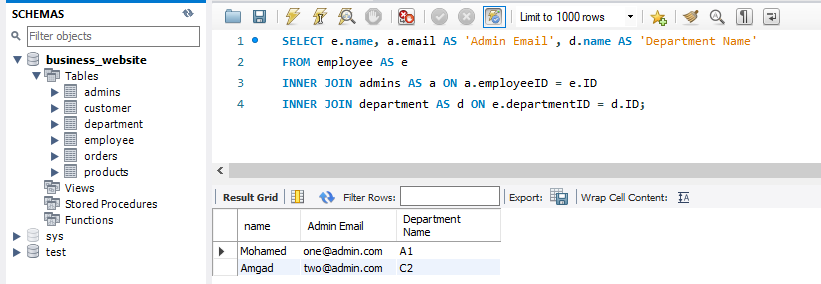 SCHEMAS
Filter objects
business_website
Tables
admins
customer
department
employee
orders
products
Views
Stored Procedures
Functions
sys
test
Limit to 1000 rows
1 SELECT e.name, a.email AS 'Admin Email', d.name AS 'Department Name'
2 FROM employee AS e
3 INNER JOIN admins AS a ON a.employeeID = e.ID
4 INNER JOIN department AS d ON e.departmentID = d.ID;
Result Grid Filter Rows: Export: Wrap Cell Content: IA
name Admin Email Department
Name
Mohamed one@admin.com A1
Amgad two@admin.com C2